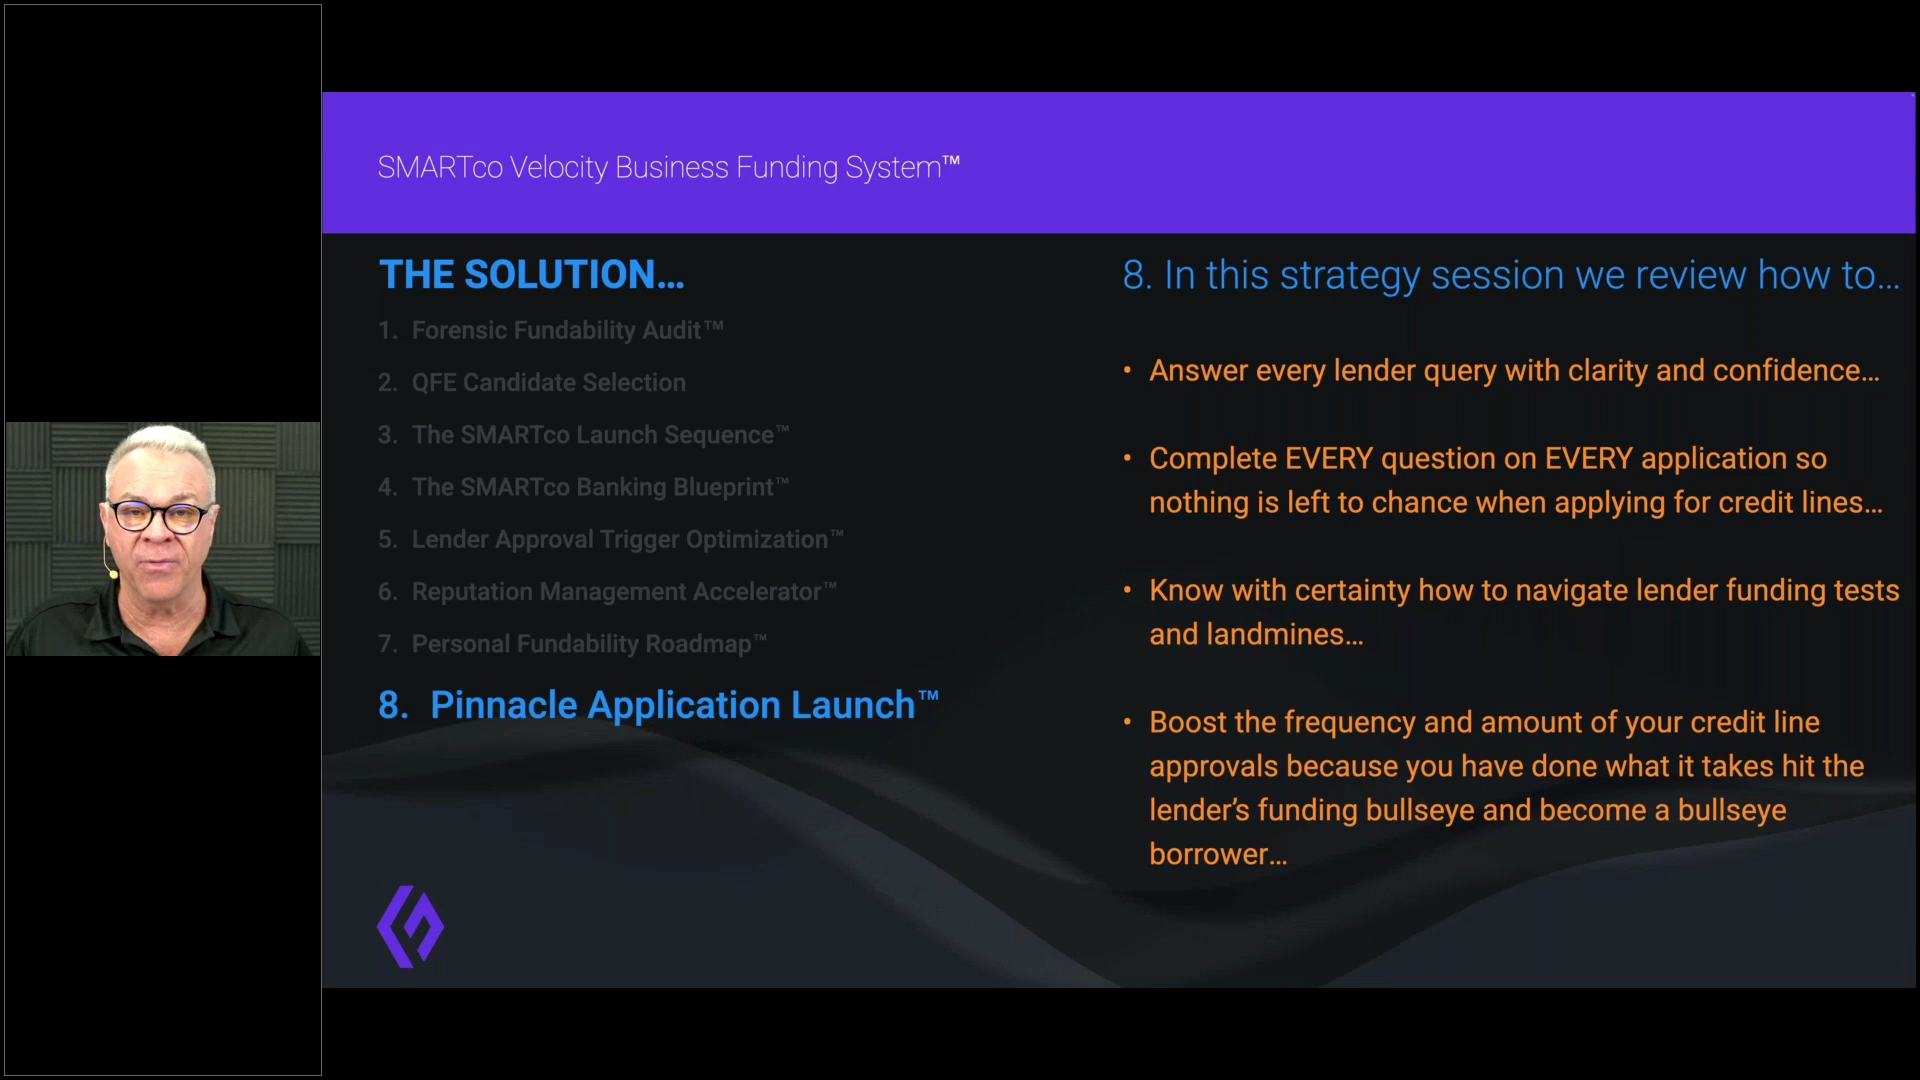 SMARTco Velocity Business Funding System™
THE SOLUTION...
1. Forensic Fundability Audit™
2. QFE Candidate Selection
3. The SMARTco Launch Sequence™
4. The SMARTco Banking Blueprint™
5. Lender Approval Trigger Optimization™
6. Reputation Management Accelerator™
7. Personal Fundability Roadmap™
8. Pinnacle Application Launch™
8. In this strategy session we review how to...
• Answer every lender query with clarity and confidence...
• Complete EVERY question on EVERY application so
nothing is left to chance when applying for credit lines...
• Know with certainty how to navigate lender funding tests
and landmines...
• Boost the frequency and amount of your credit line
approvals because you have done what it takes hit the
lender’s funding bullseye and become a bullseye
borrower...